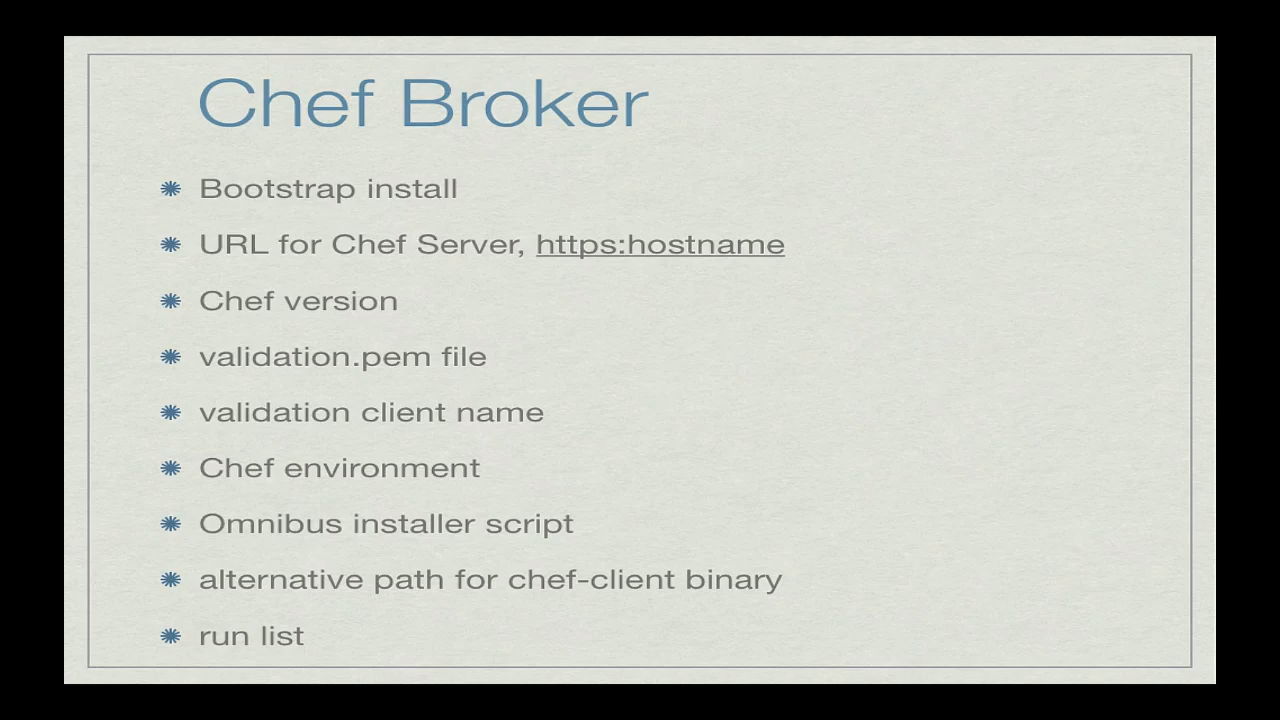 Chef Broker
Bootstrap install
URL for Chef Server, https:hostname
Chef version
validation.pem file
validation client name
Chef environment
Omnibus installer script
alternative path for chef-client binary
run list